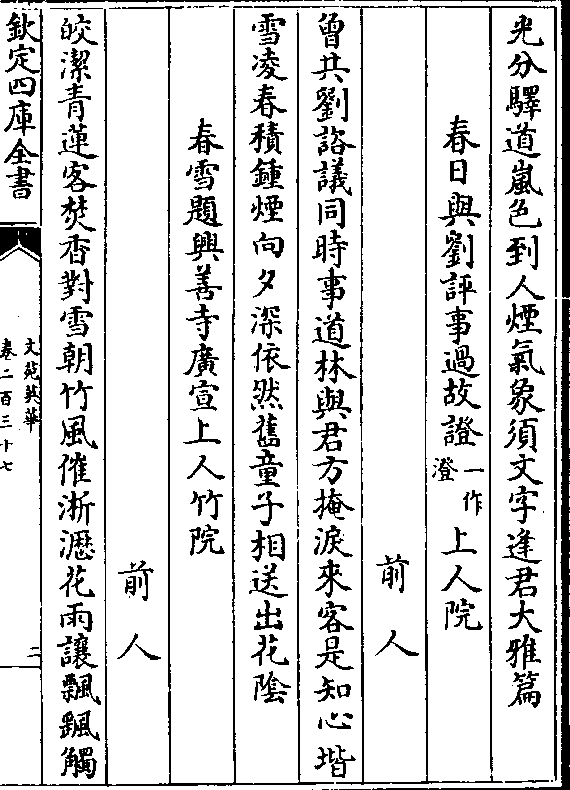 光分驛道嵐色到人煙氣象須文字逢君大雅篇
春日與劉評事過故證一作澄上人院
前人
曽共劉諮議同時事道林與君方掩淚來客是知心堦
雪凌春積鍾煙向夕深依然舊童子相送出花陰
春雪題興善寺廣宣上人竹院
前人
皎潔青蓮客焚香對雪朝竹風催淅瀝花雨讓飄飄觸
欽定四庫全書
文苑英華
卷二百三十七
二